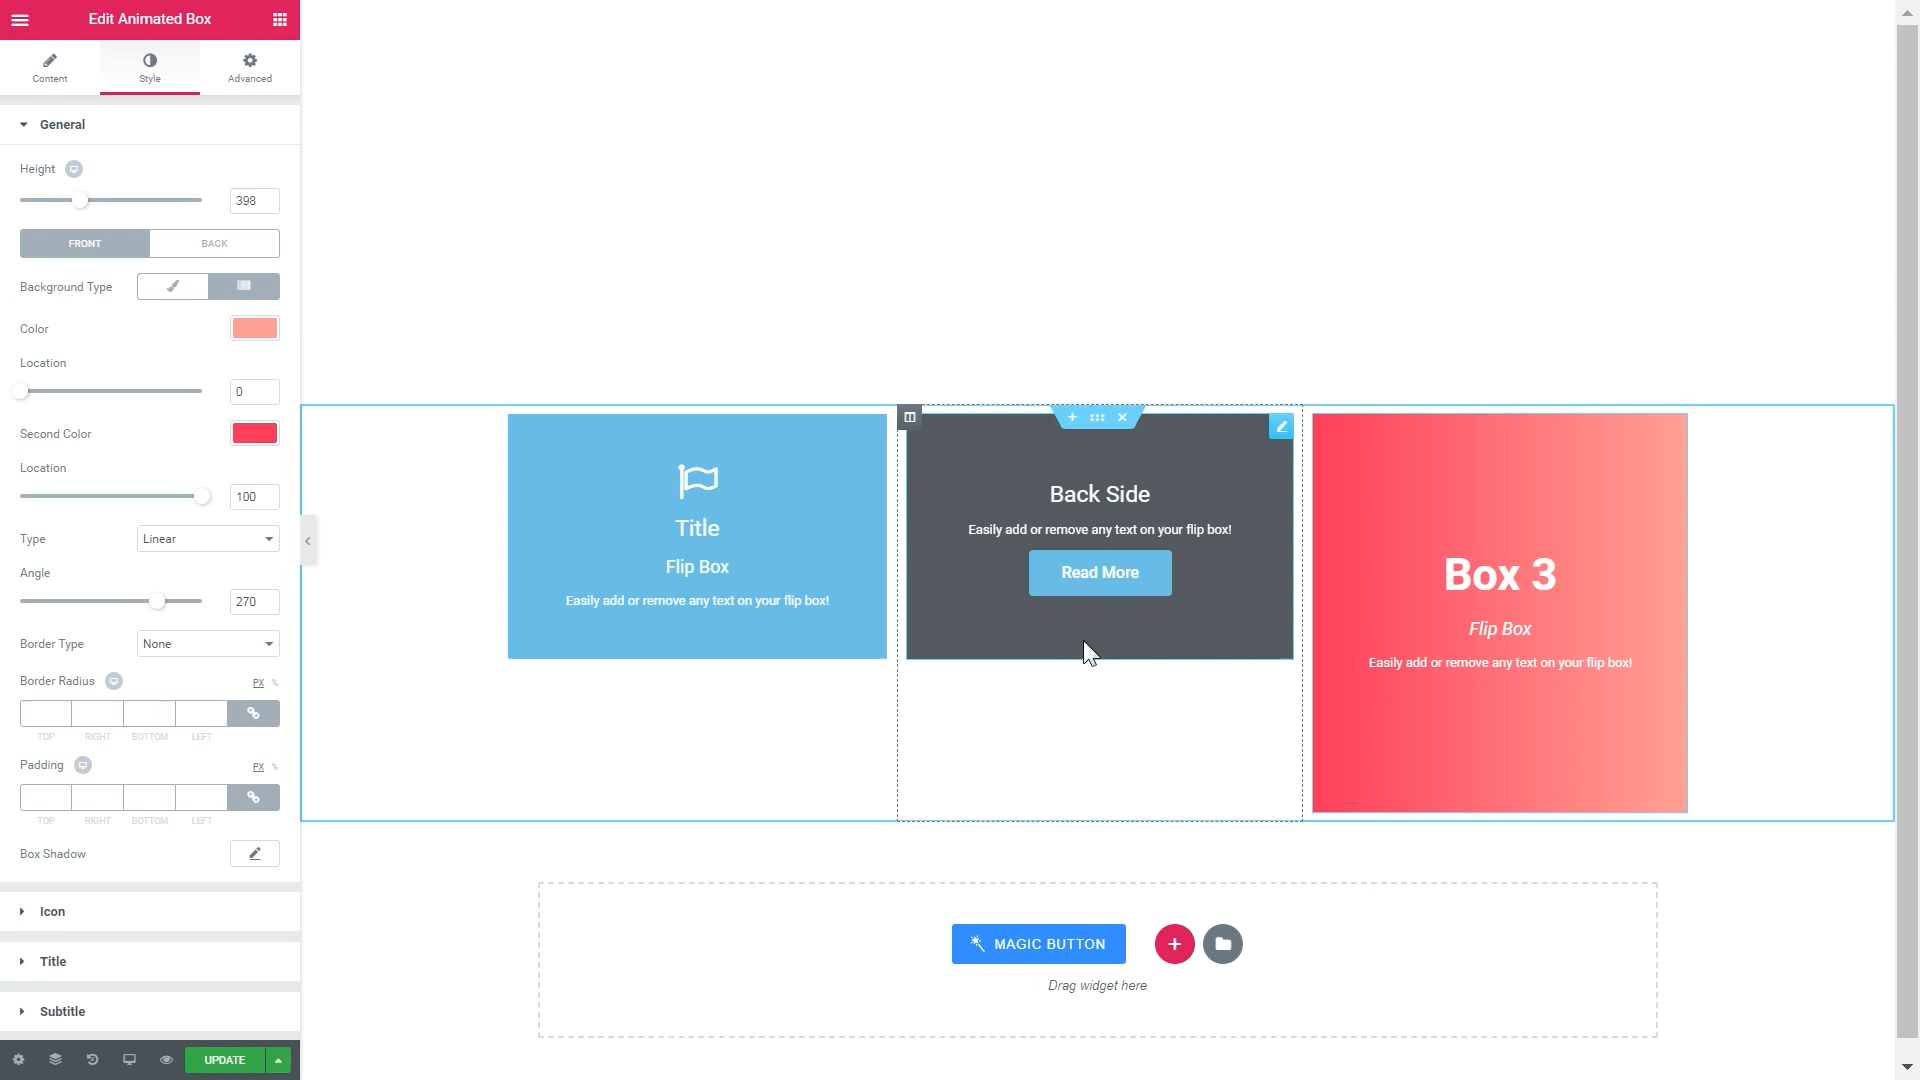 Edit Animated Box
Content
Style
Advanced
General
Height
398
FRONT
BACK
Background Type
Color
Location
0
Second Color
Location
100
Type
Linear
Angle
270
Border Type
None
Border Radius
PX %
TOP RIGHT BOTTOM LEFT
Padding
PX %
TOP RIGHT BOTTOM LEFT
Box Shadow
Icon
Title
Subtitle
UPDATE
Title
Flip Box
Easily add or remove any text on your flip box!
Back Side
Easily add or remove any text on your flip box!
Read More
Box 3
Flip Box
Easily add or remove any text on your flip box!
MAGIC BUTTON
Drag widget here